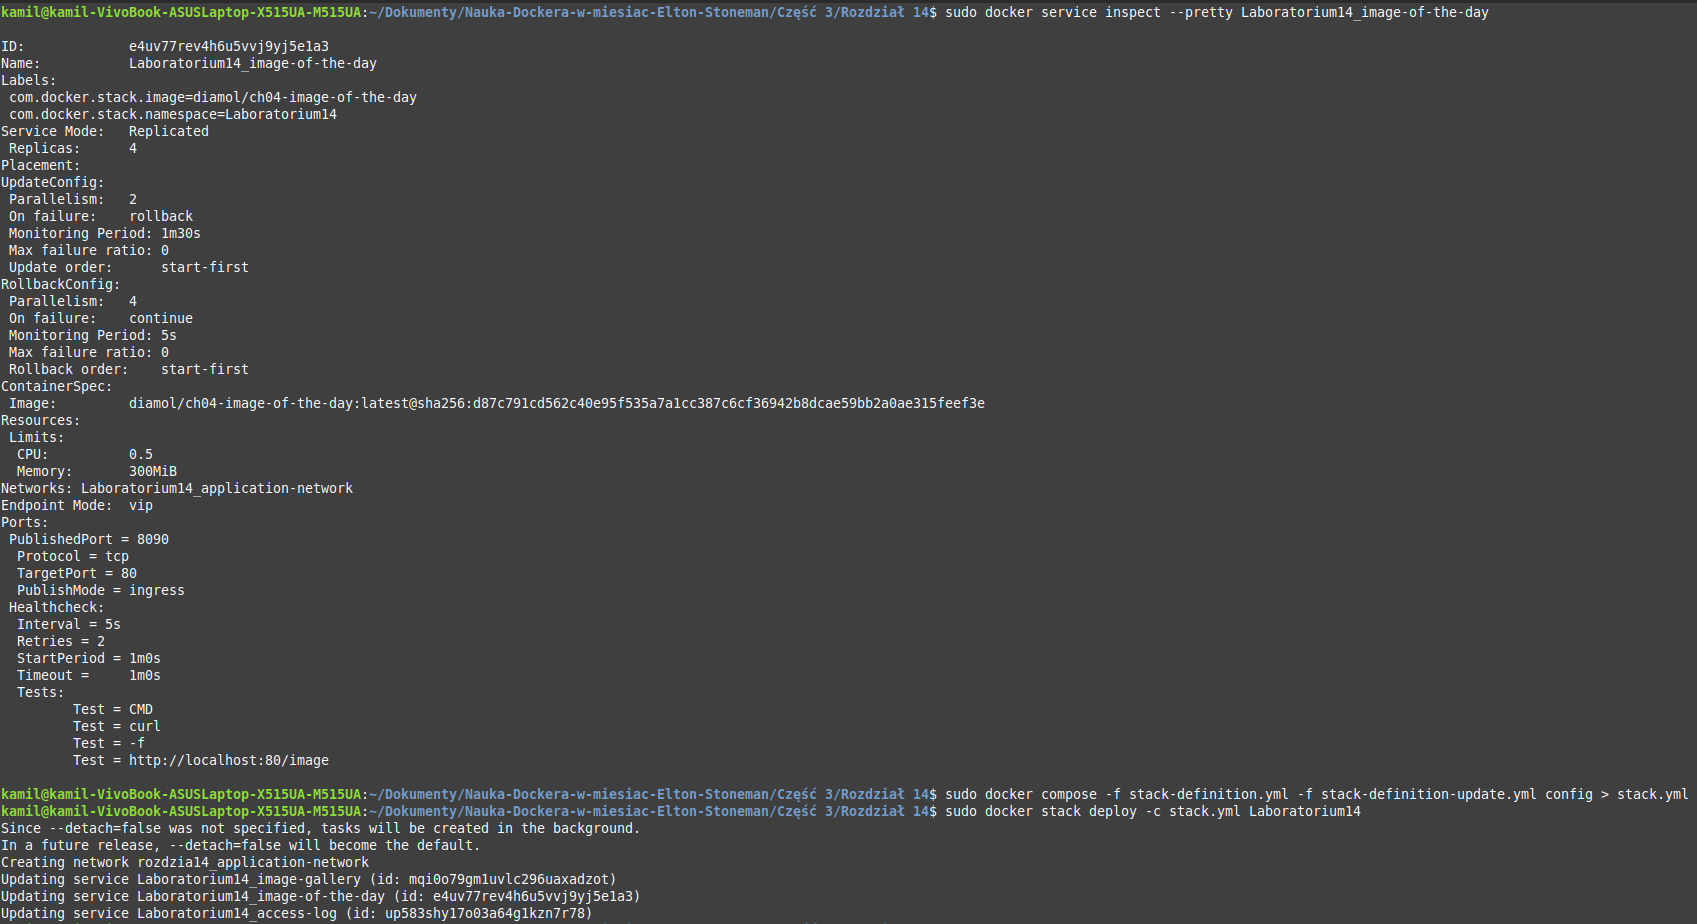 kamil@kamil-VivoBook-ASUSLaptop-X515UA-M515UA:~/Dokumenty/Nauka-Dockera-w-miesiac-Elton-Stoneman/Część 3/Rozdział 14$ sudo docker service inspect --pretty Laboratorium14_image-of-the-day
ID: e4uv77rev4h6u5vvj9yj5e1a3
Name: Laboratorium14_image-of-the-day
Labels:
com.docker.stack.image=diamol/ch04-image-of-the-day
com.docker.stack.namespace=Laboratorium14
Service Mode: Replicated
Replicas: 4
Placement:
UpdateConfig:
Parallelism: 2
On failure: rollback
Monitoring Period: 1m30s
Max failure ratio: 0
Update order: start-first
RollbackConfig:
Parallelism: 4
On failure: continue
Monitoring Period: 5s
Max failure ratio: 0
Rollback order: start-first
ContainerSpec:
Image: diamol/ch04-image-of-the-day:latest@sha256:d87c791cd562c40e95f535a7a1cc387c6cf36942b8dcae59bb2a0ae315feef3e
Resources:
Limits:
CPU: 0.5
Memory: 300MiB
Networks: Laboratorium14_application-network
Endpoint Mode: vip
Ports:
PublishedPort = 8090
Protocol = tcp
TargetPort = 80
PublishMode = ingress
Healthcheck:
Interval = 5s
Retries = 2
StartPeriod = 1m0s
Timeout = 1m0s
Tests:
Test = CMD
Test = curl
Test = -f
Test = http://localhost:80/image
kamil@kamil-VivoBook-ASUSLaptop-X515UA-M515UA:~/Dokumenty/Nauka-Dockera-w-miesiac-Elton-Stoneman/Część 3/Rozdział 14$ sudo docker compose -f stack-definition.yml -f stack-definition-update.yml config > stack.yml
kamil@kamil-VivoBook-ASUSLaptop-X515UA-M515UA:~/Dokumenty/Nauka-Dockera-w-miesiac-Elton-Stoneman/Część 3/Rozdział 14$ sudo docker stack deploy -c stack.yml Laboratorium14
Since --detach=false was not specified, tasks will be created in the background.
In a future release, --detach=false will become the default.
Creating network rozdzia14_application-network
Updating service Laboratorium14_image-gallery (id: mqi0o79gm1uvlc296uaxadzot)
Updating service Laboratorium14_image-of-the-day (id: e4uv77rev4h6u5vvj9yj5e1a3)
Updating service Laboratorium14_access-log (id: up583shy17o03a64g1kzn7r78)